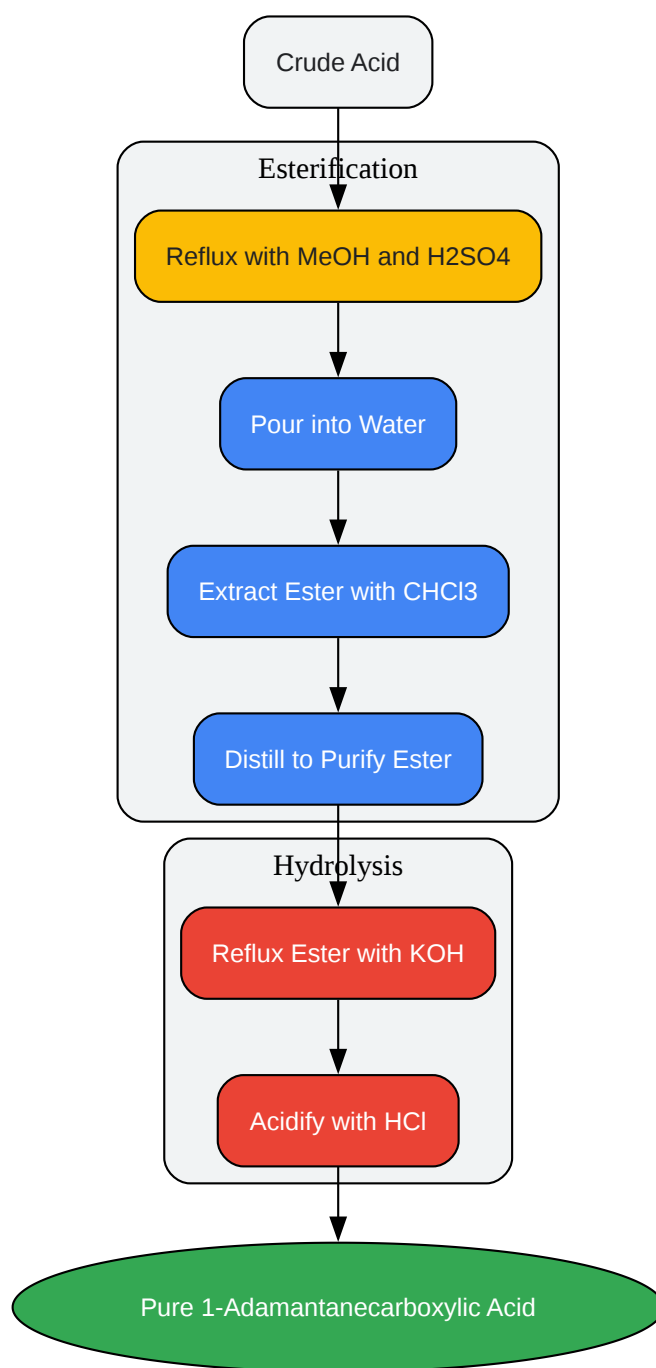 Crude Acid
Esterification
Reflux with MeOH and H2SO4
Pour into Water
Extract Ester with CHCl3
Distill to Purify Ester
Hydrolysis
Reflux Ester with KOH
Acidify with HCl
Pure 1-Adamantanecarboxylic Acid